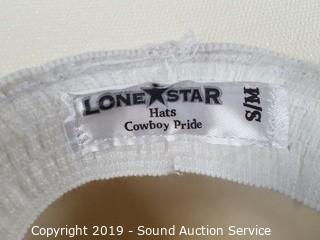 LONE★STAR
Hats
Cowboy Pride
S/M
Copyright 2019 - Sound Auction Service